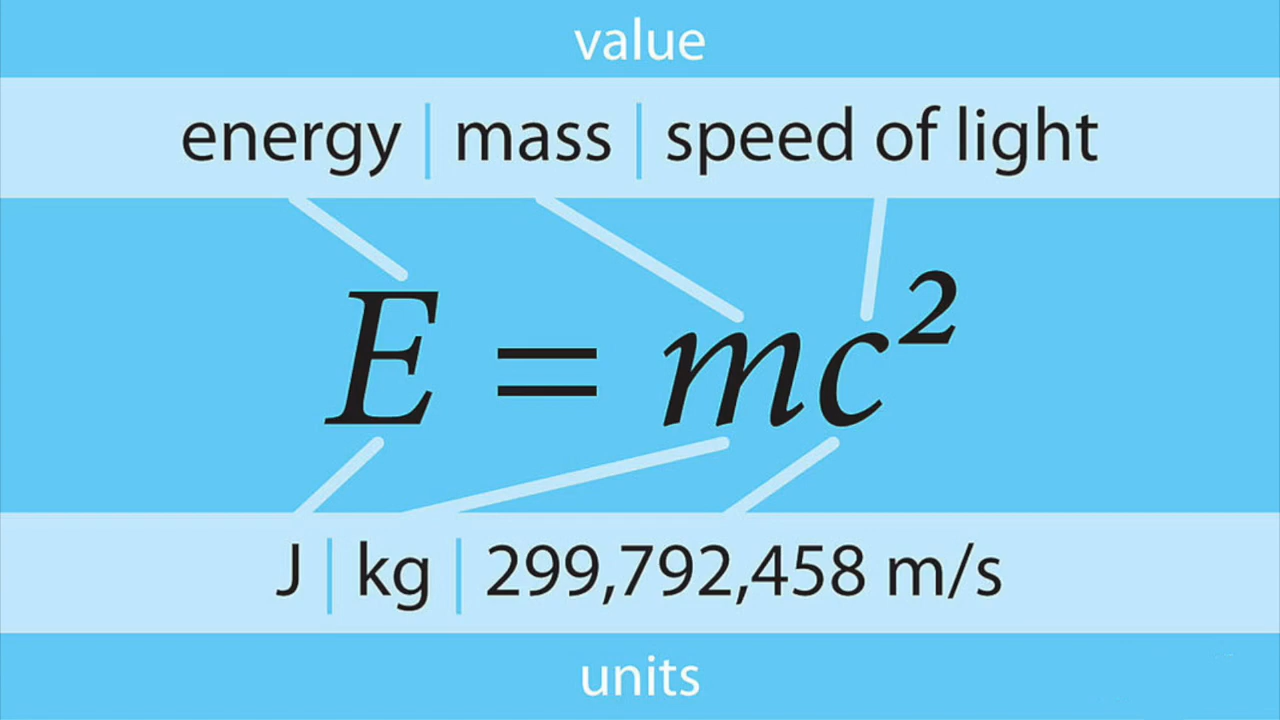 value
energy | mass | speed of light
E = mc²
J | kg | 299,792,458 m/s
units